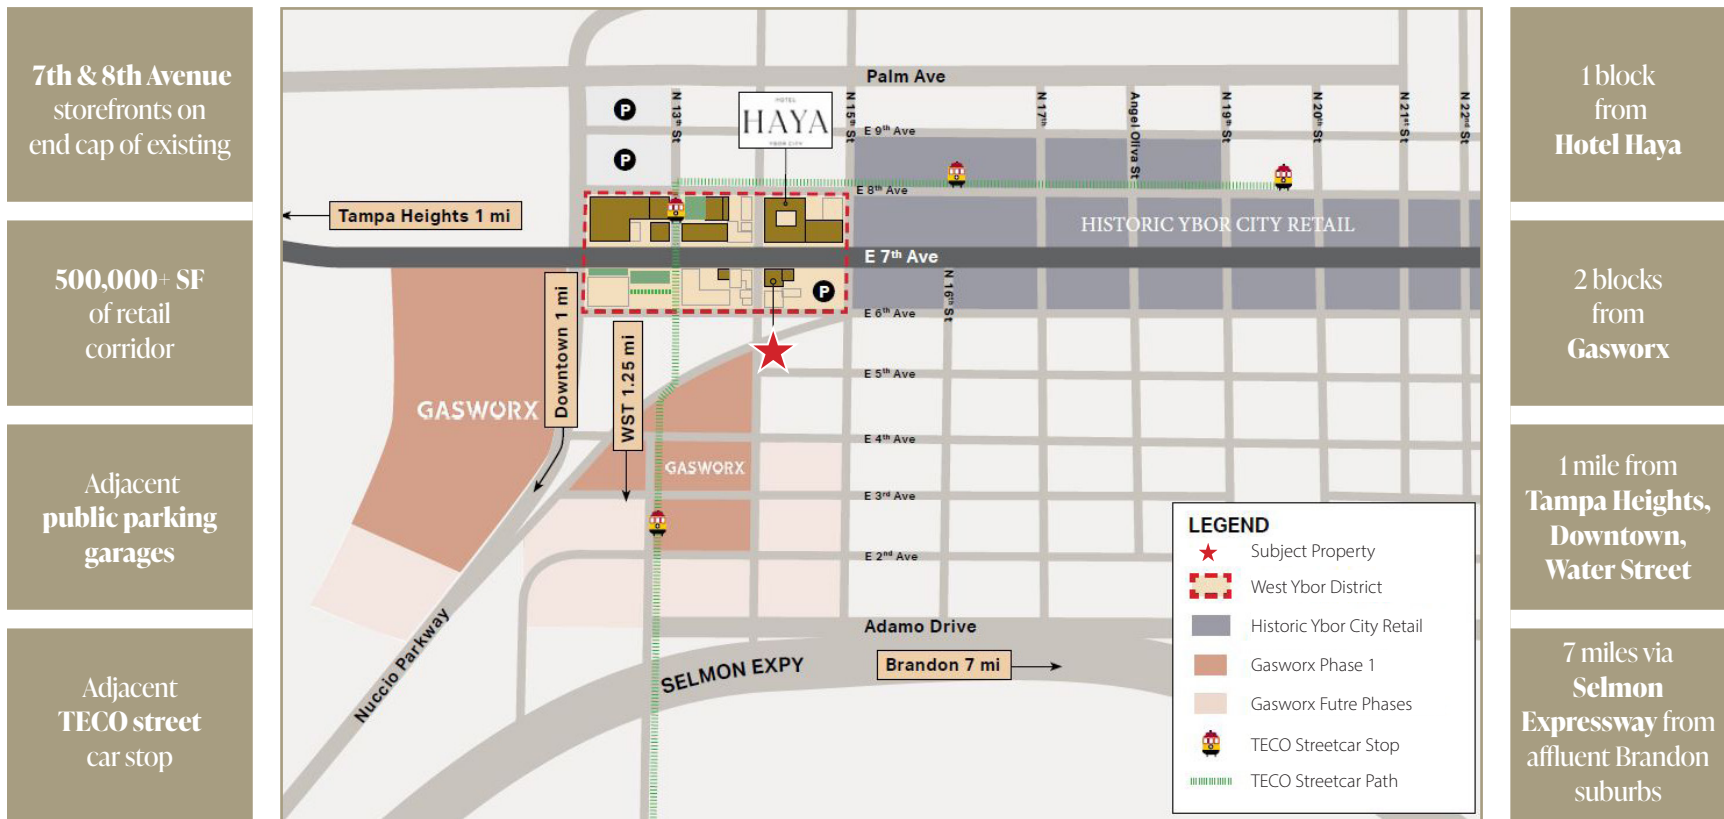 7th & 8th Avenue
storefronts on
end cap of existing
500,000+ SF
of retail
corridor
Adjacent
public parking
garages
Adjacent
TECO street
car stop
Palm Ave
HOTEL
HAYA
YBOR CITY
P
P
N 13th St
N 15th St
N 17th
Angel Oliva St
N 19th St
N 20th St
N 21st St
N 22nd St
E 9th Ave
E 8th Ave
Tampa Heights 1 mi
HISTORIC YBOR CITY RETAIL
E 7th Ave
N 16th St
P
E 6th Ave
Downtown 1 mi
WST 1.25 mi
E 5th Ave
GASWORX
E 4th Ave
GASWORX
E 3rd Ave
E 2nd Ave
Nuccio Parkway
Adamo Drive
SELMON EXPY
Brandon 7 mi
LEGEND
Subject Property
West Ybor District
Historic Ybor City Retail
Gasworx Phase 1
Gasworx Futre Phases
TECO Streetcar Stop
TECO Streetcar Path
1 block
from
Hotel Haya
2 blocks
from
Gasworx
1 mile from
Tampa Heights,
Downtown,
Water Street
7 miles via
Selmon
Expressway from
affluent Brandon
suburbs